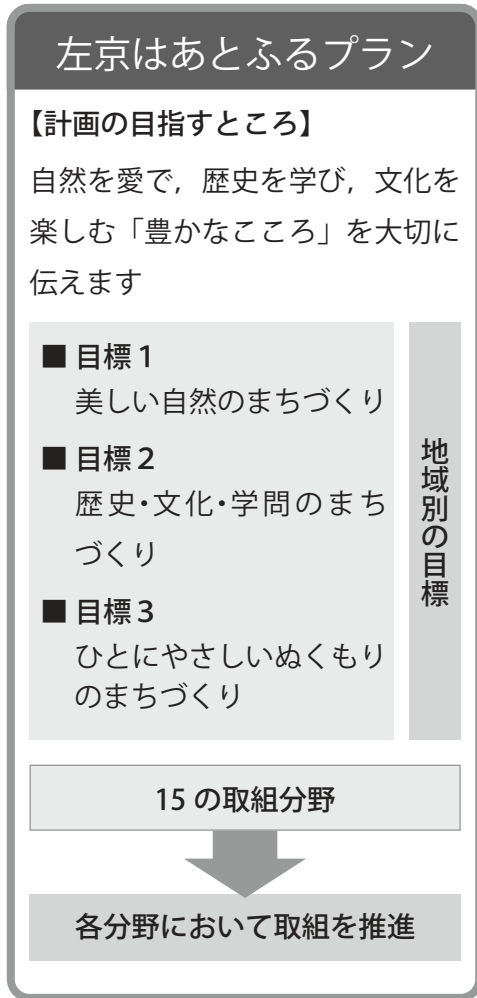 左京はあとふるプラン
【計画の目指すところ】
自然を愛で，歴史を学び，文化を
楽しむ「豊かなこころ」を大切に
伝えます
■ 目標 1
美しい自然のまちづくり
■ 目標 2
歴史・文化・学問のまち
づくり
■ 目標 3
ひとにやさしいぬくもり
のまちづくり
地域別の目標
15 の取組分野
各分野において取組を推進